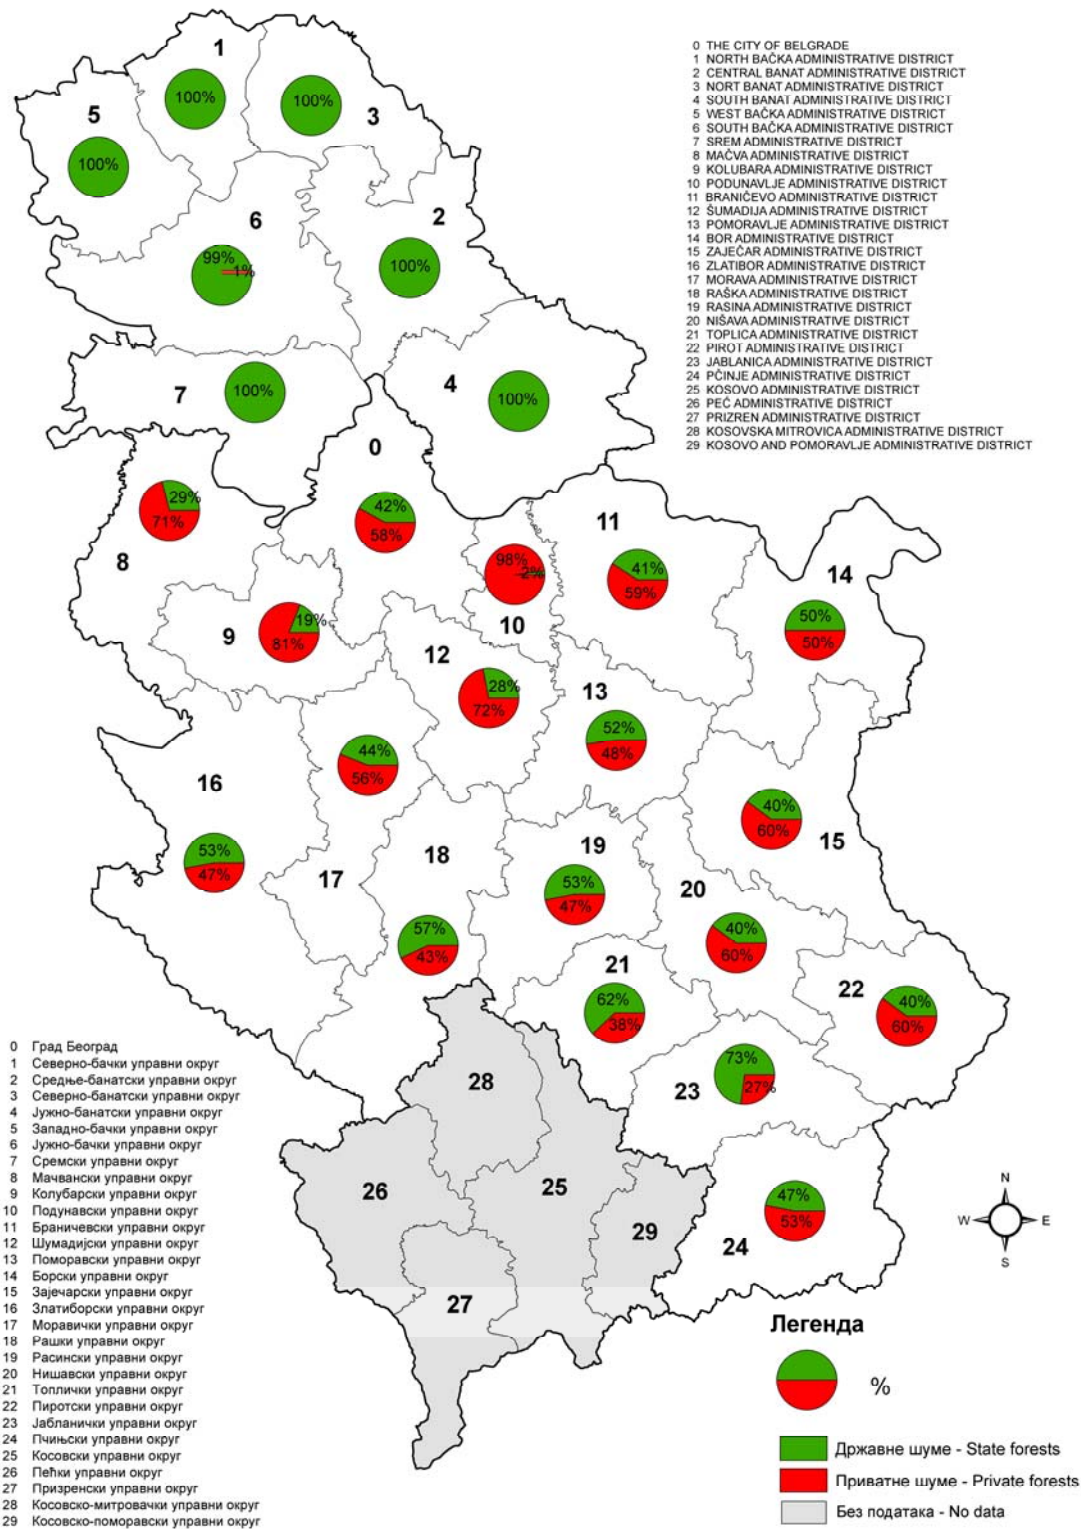 0 THE CITY OF BELGRADE
1 NORTH BAČKA ADMINISTRATIVE DISTRICT
2 CENTRAL BANAT ADMINISTRATIVE DISTRICT
3 NORT BANAT ADMINISTRATIVE DISTRICT
4 SOUTH BANAT ADMINISTRATIVE DISTRICT
5 WEST BAČKA ADMINISTRATIVE DISTRICT
6 SOUTH BAČKA ADMINISTRATIVE DISTRICT
7 SREM ADMINISTRATIVE DISTRICT
8 MAČVA ADMINISTRATIVE DISTRICT
9 KOLUBARA ADMINISTRATIVE DISTRICT
10 PODUNAVLJE ADMINISTRATIVE DISTRICT
11 BRANIČEVO ADMINISTRATIVE DISTRICT
12 ŠUMADIJA ADMINISTRATIVE DISTRICT
13 POMORAVLJE ADMINISTRATIVE DISTRICT
14 BOR ADMINISTRATIVE DISTRICT
15 ZAJEČAR ADMINISTRATIVE DISTRICT
16 ZLATIBOR ADMINISTRATIVE DISTRICT
17 MORAVA ADMINISTRATIVE DISTRICT
18 RAŠKA ADMINISTRATIVE DISTRICT
19 RASINA ADMINISTRATIVE DISTRICT
20 NIŠAVA ADMINISTRATIVE DISTRICT
21 TOPLICA ADMINISTRATIVE DISTRICT
22 PIROT ADMINISTRATIVE DISTRICT
23 JABLANICA ADMINISTRATIVE DISTRICT
24 PČINJE ADMINISTRATIVE DISTRICT
25 KOSOVO ADMINISTRATIVE DISTRICT
26 PEĆ ADMINISTRATIVE DISTRICT
27 PRIZREN ADMINISTRATIVE DISTRICT
28 KOSOVSKA MITROVICA ADMINISTRATIVE DISTRICT
29 KOSOVO AND POMORAVLJE ADMINISTRATIVE DISTRICT
1
100%
3
100%
5
100%
6
99%
1%
2
100%
7
100%
4
100%
0
42%
58%
8
29%
71%
9
19%
81%
10
98%
2%
11
41%
59%
14
50%
50%
12
28%
72%
13
52%
48%
16
53%
47%
17
44%
56%
18
57%
43%
19
53%
47%
15
40%
60%
20
40%
60%
21
62%
38%
22
40%
60%
23
73%
27%
24
47%
53%
28
26
25
29
27
0 Град Београд
1 Северно-бачки управни округ
2 Средње-банатски управни округ
3 Северно-банатски управни округ
4 Јужно-банатски управни округ
5 Западно-бачки управни округ
6 Јужно-бачки управни округ
7 Сремски управни округ
8 Мачвански управни округ
9 Колубарски управни округ
10 Подунавски управни округ
11 Браничевски управни округ
12 Шумадијски управни округ
13 Поморавски управни округ
14 Борски управни округ
15 Зајечарски управни округ
16 Златиборски управни округ
17 Моравички управни округ
18 Рашки управни округ
19 Расински управни округ
20 Нишавски управни округ
21 Топлички управни округ
22 Пиротски управни округ
23 Јабланички управни округ
24 Пчињски управни округ
25 Косовски управни округ
26 Пећки управни округ
27 Призренски управни округ
28 Косовско-митровачки управни округ
29 Косовско-поморавски управни округ
N
W E
S
Легенда
%
Државне шуме - State forests
Приватне шуме - Private forests
Без података - No data